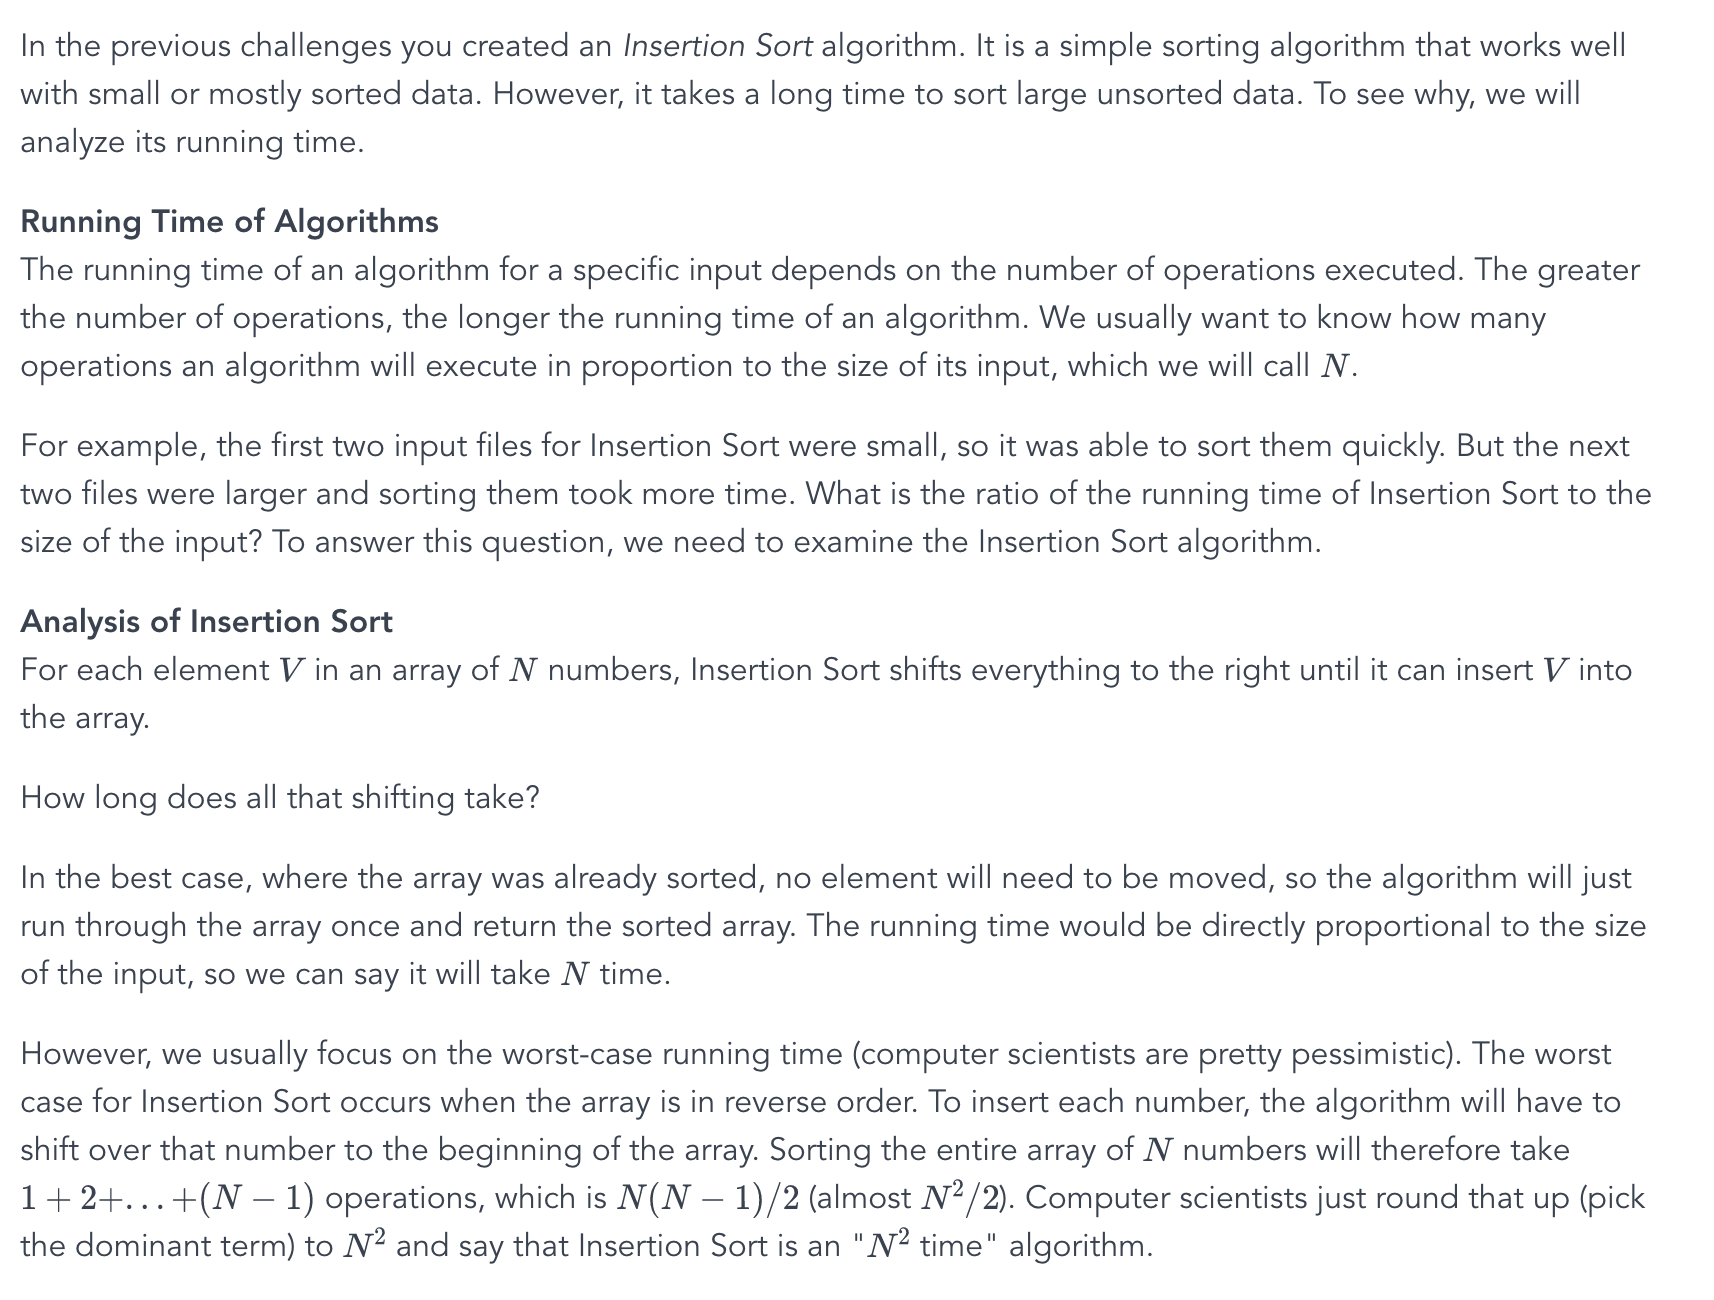 In the previous challenges you created an Insertion Sort algorithm. It is a simple sorting algorithm that works well
with small or mostly sorted data. However, it takes a long time to sort large unsorted data. To see why, we will
analyze its running time.
Running Time of Algorithms
The running time of an algorithm for a specific input depends on the number of operations executed. The greater
the number of operations, the longer the running time of an algorithm. We usually want to know how many
operations an algorithm will execute in proportion to the size of its input, which we will call N.
For example, the first two input files for Insertion Sort were small, so it was able to sort them quickly. But the next
two files were larger and sorting them took more time. What is the ratio of the running time of Insertion Sort to the
size of the input? To answer this question, we need to examine the Insertion Sort algorithm.
Analysis of Insertion Sort
For each element V in an array of N numbers, Insertion Sort shifts everything to the right until it can insert V into
the array.
How long does all that shifting take?
In the best case, where the array was already sorted, no element will need to be moved, so the algorithm will just
run through the array once and return the sorted array. The running time would be directly proportional to the size
of the input, so we can say it will take N time.
However, we usually focus on the worst-case running time (computer scientists are pretty pessimistic). The worst
case for Insertion Sort occurs when the array is in reverse order. To insert each number, the algorithm will have to
shift over that number to the beginning of the array. Sorting the entire array of N numbers will therefore take
1 + 2+...+(N − 1) operations, which is N(N − 1)/2 (almost N²/2). Computer scientists just round that up (pick
the dominant term) to N² and say that Insertion Sort is an "N² time" algorithm.